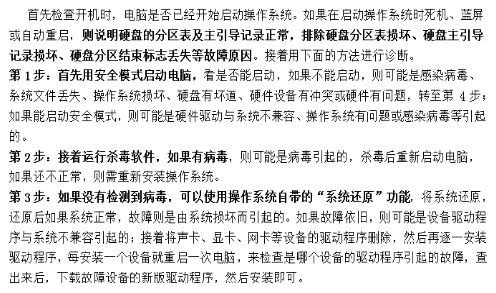 首先检查开机时，电脑是否已经开始启动操作系统。如果在启动操作系统时死机、蓝屏
或自动重启，则说明硬盘的分区表及主引导记录正常，排除硬盘分区表损坏、硬盘主引导
记录损坏、硬盘分区结束标志丢失等故障原因。接着用下面的方法进行诊断。
第 1 步：首先用安全模式启动电脑，看是否能启动，如果不能启动，则可能是感染病毒、
系统文件丢失、操作系统损坏、硬盘有坏道、硬件设备有冲突或硬件有问题，转至第 4 步；
如果能启动安全模式，则可能是硬件驱动与系统不兼容、操作系统有问题或感染病毒等引起
的。
第 2 步：接着运行杀毒软件，如果有病毒，则可能是病毒引起的，杀毒后重新启动电脑，
如果还不正常，则需重新安装操作系统。
第 3 步：如果没有检测到病毒，可以使用操作系统自带的“系统还原”功能，将系统还原，
还原后如果系统正常，故障则是由系统损坏而引起的。如果故障依旧，则可能是设备驱动程
序与系统不兼容引起的；接着将声卡、显卡、网卡等设备的驱动程序删除，然后再逐一安装
驱动程序，每安装一个设备就重启一次电脑，来检查是哪个设备的驱动程序引起的故障，查
出来后，下载故障设备的新版驱动程序，然后安装即可。